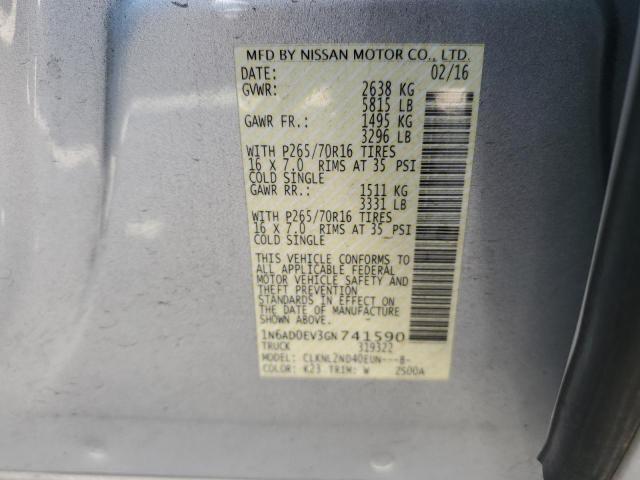 MFD BY NISSAN MOTOR CO., LTD.
DATE: 02/16
GVWR: 2638 KG
5815 LB
GAWR FR.: 1495 KG
3296 LB
WITH P265/70R16 TIRES
16 X 7.0 RIMS AT 35 PSI
COLD SINGLE
GAWR RR.: 1511 KG
3331 LB
WITH P265/70R16 TIRES
16 X 7.0 RIMS AT 35 PSI
COLD SINGLE
THIS VEHICLE CONFORMS TO
ALL APPLICABLE FEDERAL
MOTOR VEHICLE SAFETY AND
THEFT PREVENTION
STANDARDS IN EFFECT ON
THE DATE OF MANUFACTURE
SHOWN ABOVE.
1N6AD0EV3GN741590
TRUCK 319322
MODEL: CLKNL2ND40EUN---B-
COLOR: K23 TRIM: W 2500A